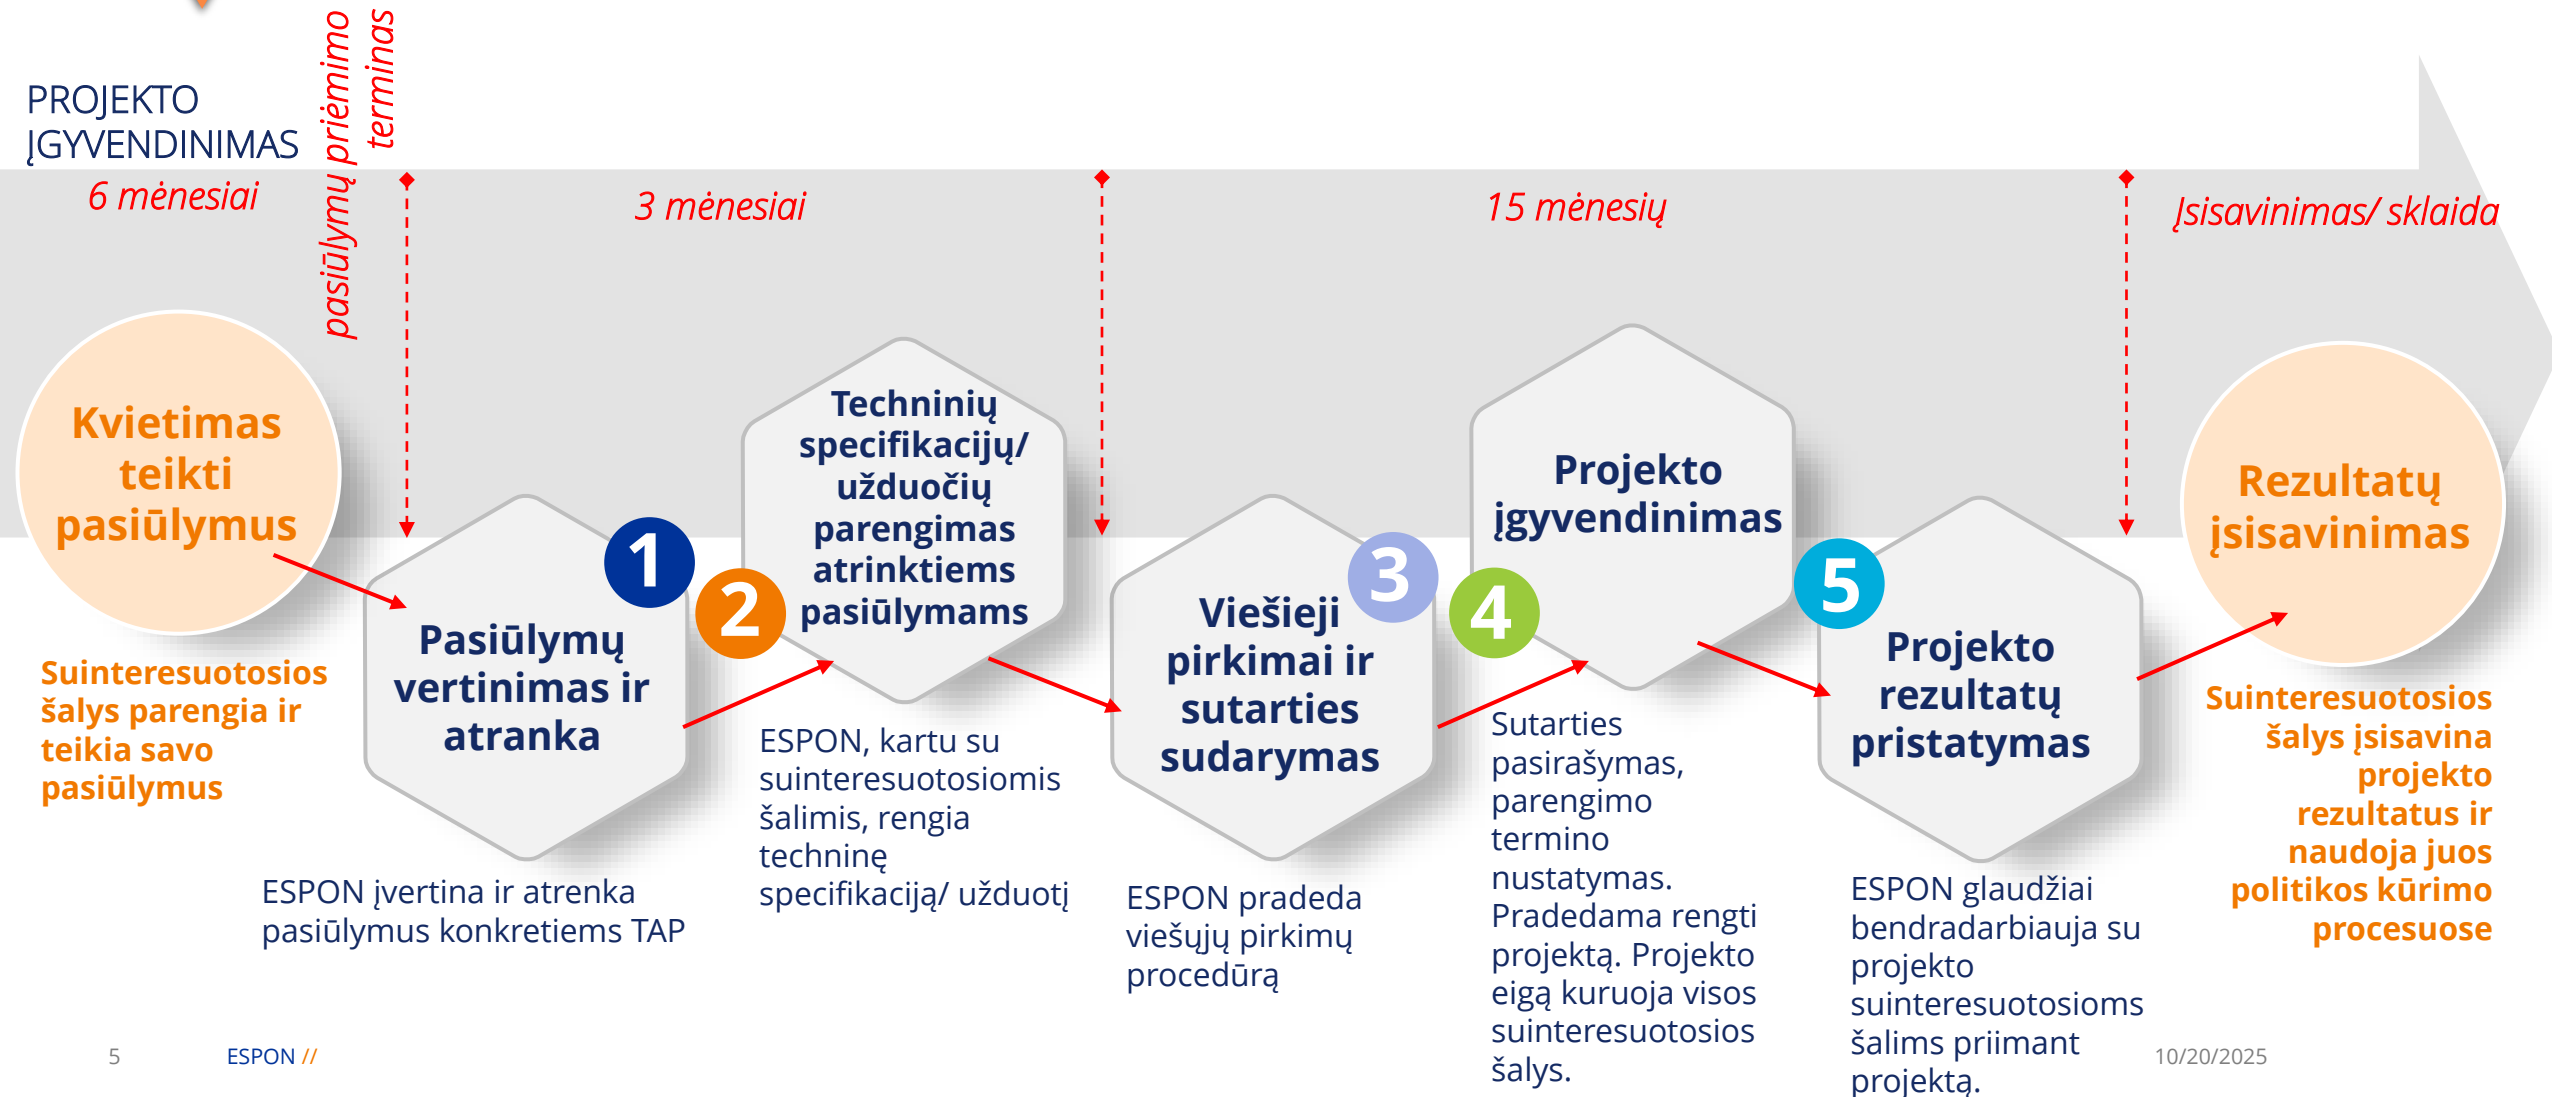 PROJEKTO
ĮGYVENDINIMAS
pasiūlymų priėmimo
terminas
6 mėnesiai
3 mėnesiai
15 mėnesių
Įsisavinimas/ sklaida
Kvietimas
teikti
pasiūlymus
Suinteresuotosios
šalys parengia ir
teikia savo
pasiūlymus
1
Pasiūlymų
vertinimas ir
atranka
ESPON įvertina ir atrenka
pasiūlymus konkretiems TAP
2
Techninių
specifikacijų/
užduočių
parengimas
atrinktiems
pasiūlymams
ESPON, kartu su
suinteresuotosiomis
šalimis, rengia
techninę
specifikaciją/ užduotį
3
Viešieji
pirkimai ir
sutarties
sudarymas
ESPON pradeda
viešųjų pirkimų
procedūrą
4
Projekto
įgyvendinimas
Sutarties
pasirašymas,
parengimo
termino
nustatymas.
Pradedama rengti
projektą. Projekto
eigą kuruoja visos
suinteresuotosios
šalys.
5
Projekto
rezultatų
pristatymas
ESPON glaudžiai
bendradarbiauja su
projekto
suinteresuotosioms
šalims priimant
projektą.
Rezultatų
įsisavinimas
Suinteresuotosios
šalys įsisavina
projekto
rezultatus ir
naudoja juos
politikos kūrimo
procesuose
5
ESPON //
10/20/2025